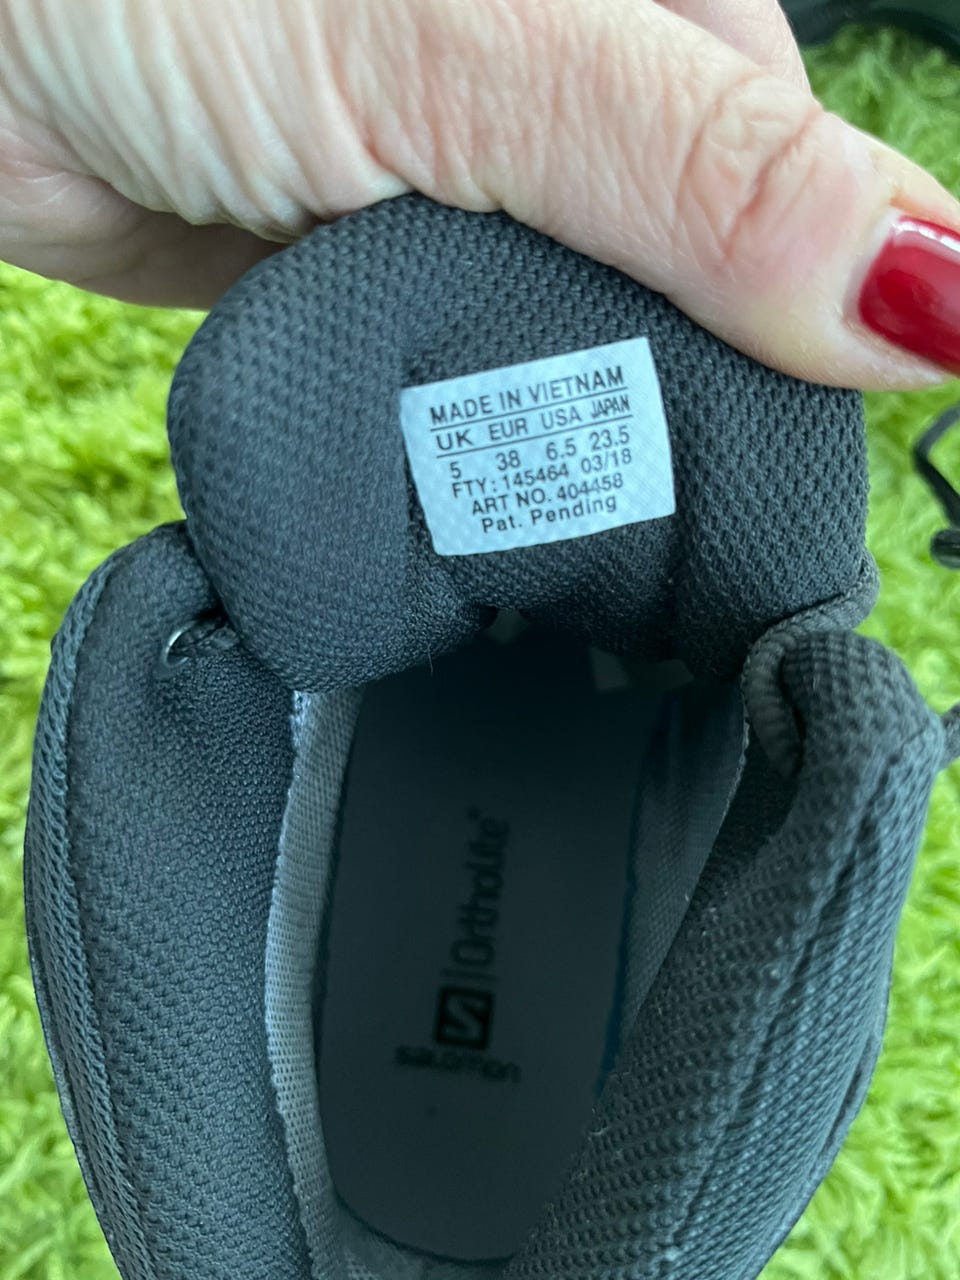 MADE IN VIETNAM
UK EUR USA JAPAN
5 38 6.5 23.5
FTY: 145464 03/18
ART NO. 404458
Pat. Pending
OrthoLite
salomon